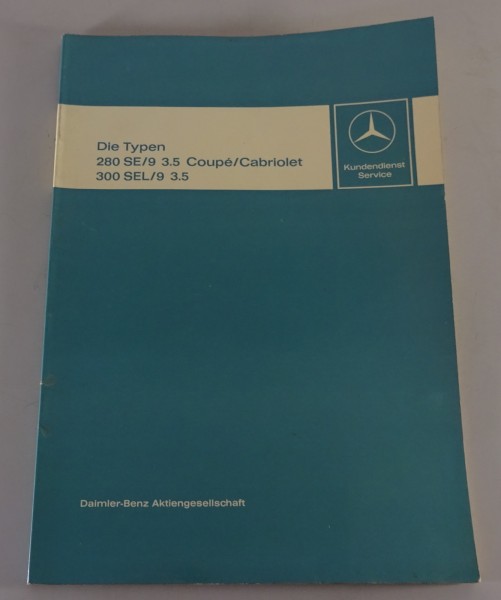 Die Typen
280 SE/9 3.5 Coupé/Cabriolet
300 SEL/9 3.5
Kundendienst
Service
Daimler-Benz Aktiengesellschaft